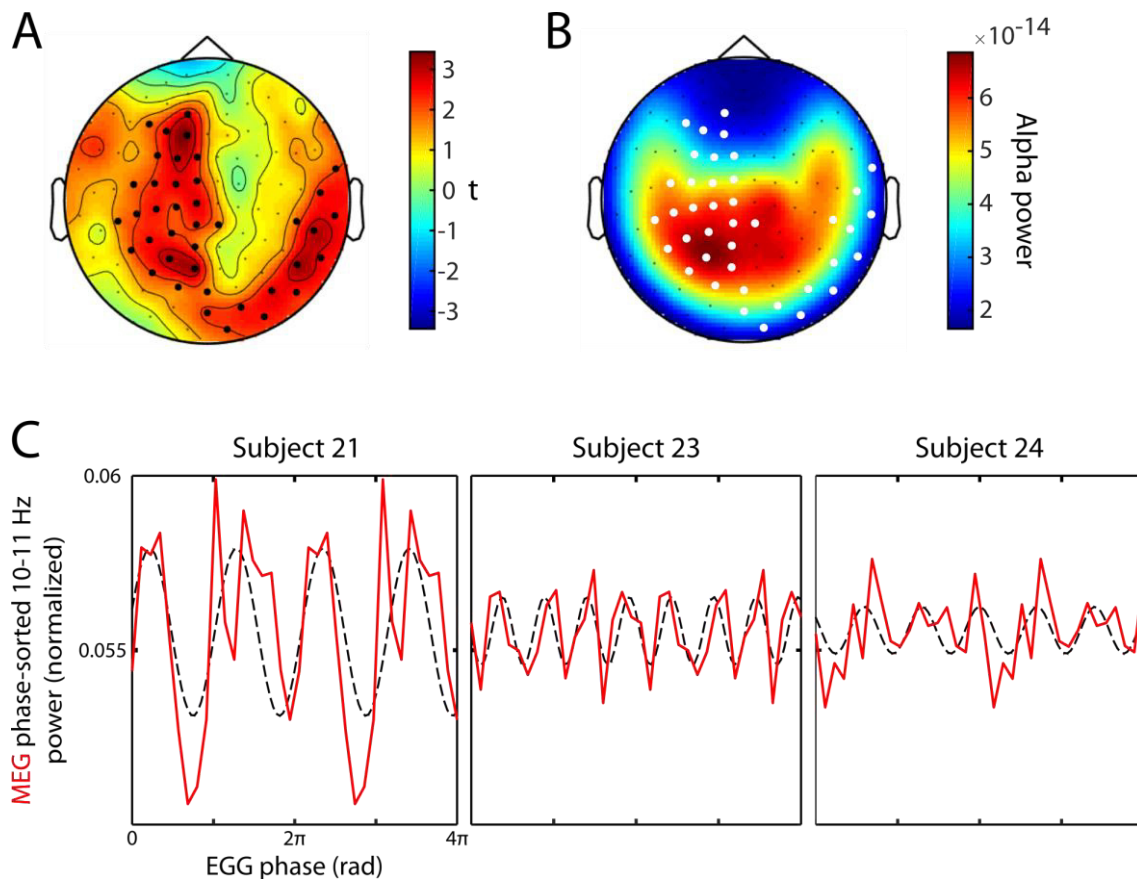 A
3
2
1
0
-1
-2
-3
t
B
×10-14
6
5
4
3
2
Alpha power
C
Subject 21
Subject 23
Subject 24
MEG phase-sorted 10-11 Hz
power (normalized)
0.06
0.055
0
2π
4π
EGG phase (rad)